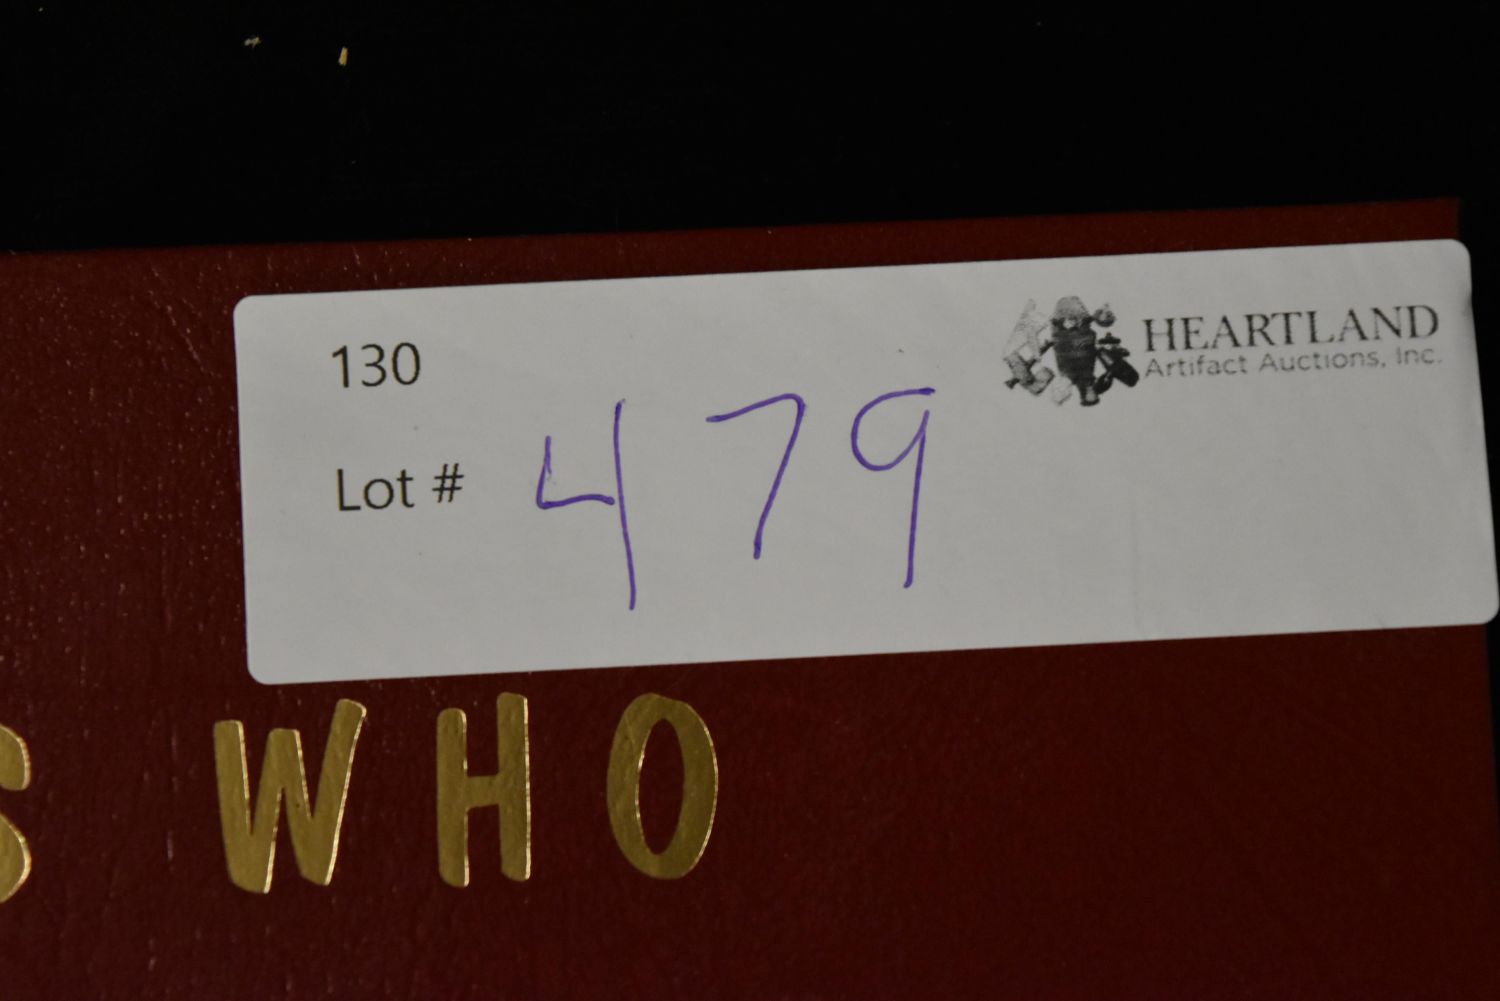 130
HEARTLAND
Artifact Auctions, Inc.
Lot # 479
S WHO